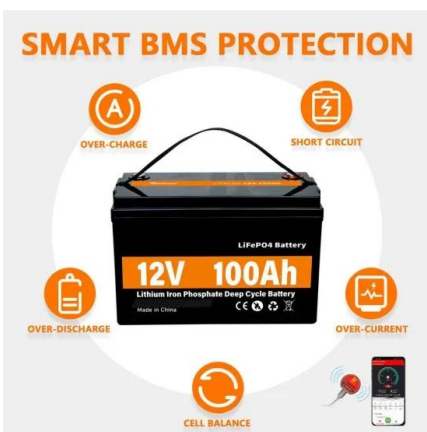 SMART BMS PROTECTION
OVER-CHARGE
SHORT CIRCUIT
LiFePO4 Battery
12V 100Ah
Lithium Iron Phosphate Deep Cycle Battery
Made in China
CE
OVER-DISCHARGE
OVER-CURRENT
CELL BALANCE